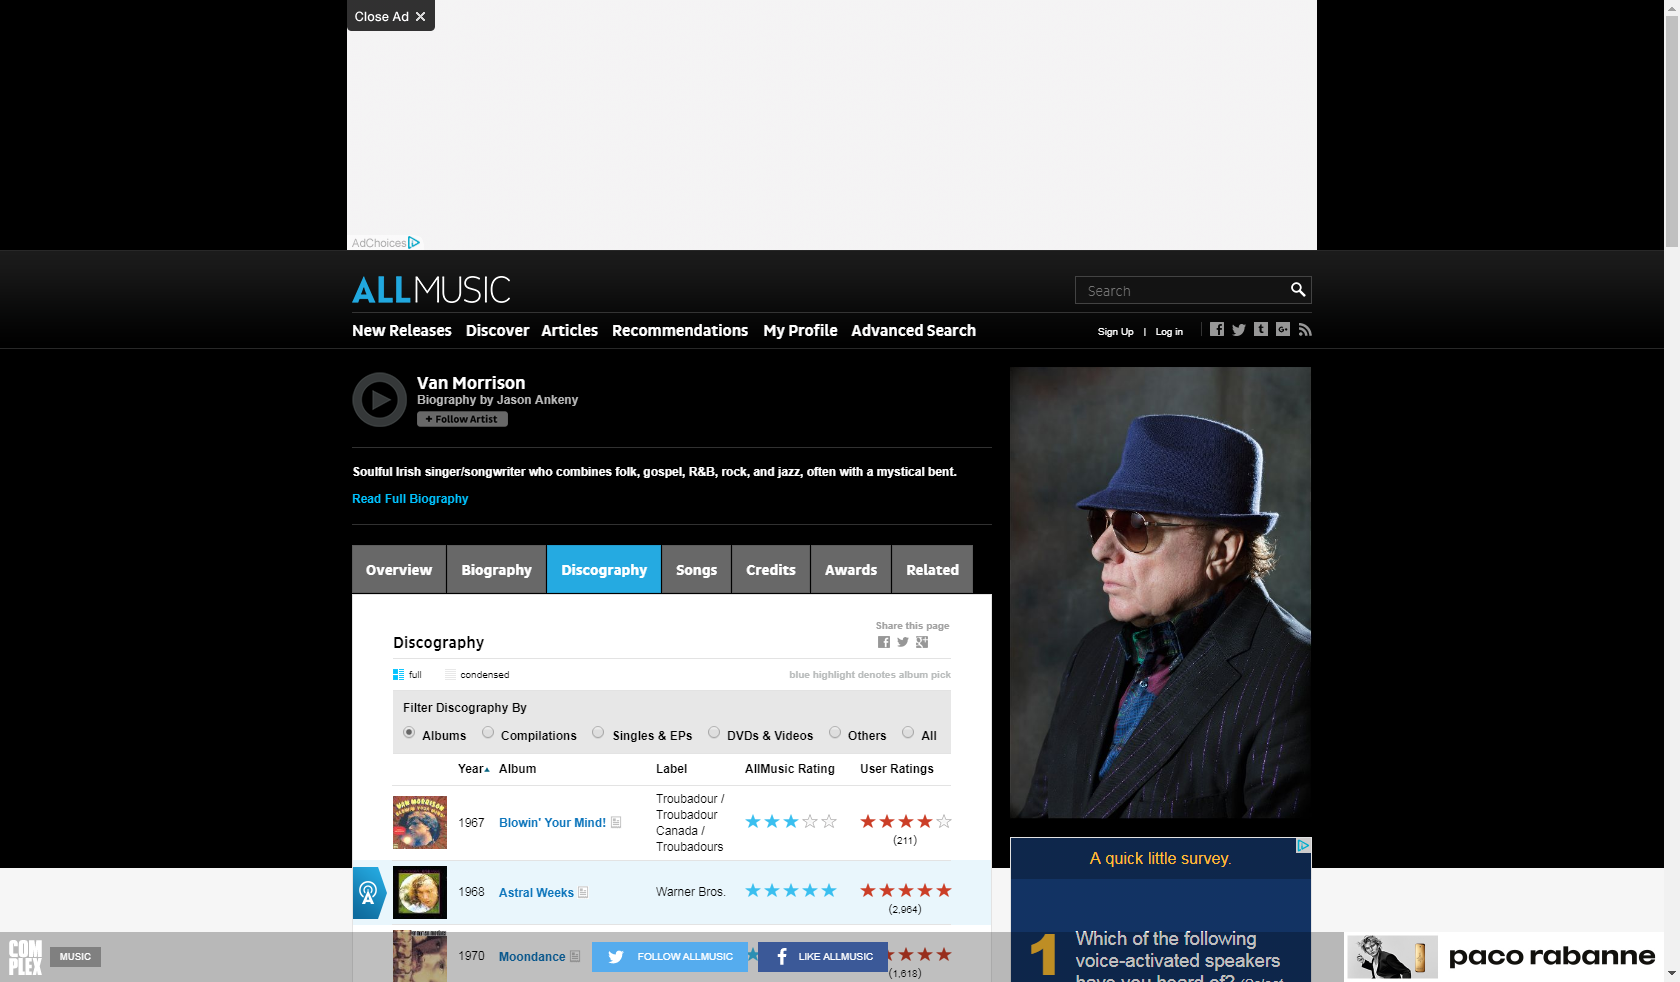 Close Ad
AdChoices
ALLMUSIC
Search
New Releases Discover Articles Recommendations My Profile Advanced Search
Sign Up | Log in
Van Morrison
Biography by Jason Ankeny
+ Follow Artist
Soulful Irish singer/songwriter who combines folk, gospel, R&B, rock, and jazz, often with a mystical bent.
Read Full Biography
Overview Biography Discography Songs Credits Awards Related
Share this page
Discography
full condensed blue highlight denotes album pick
Filter Discography By
Albums Compilations Singles & EPs DVDs & Videos Others All
Year Album Label AllMusic Rating User Ratings
VAN MORRISON
BLOWIN' YOUR MIND!
1967 Blowin' Your Mind!
Troubadour /
Troubadour
Canada /
Troubadours
(211)
1968 Astral Weeks Warner Bros.
(2,964)
1970 Moondance
(1,618)
A quick little survey.
1
Which of the following
voice-activated speakers
have you heard of? (Select
COMPLEX MUSIC
FOLLOW ALLMUSIC
LIKE ALLMUSIC
paco rabanne